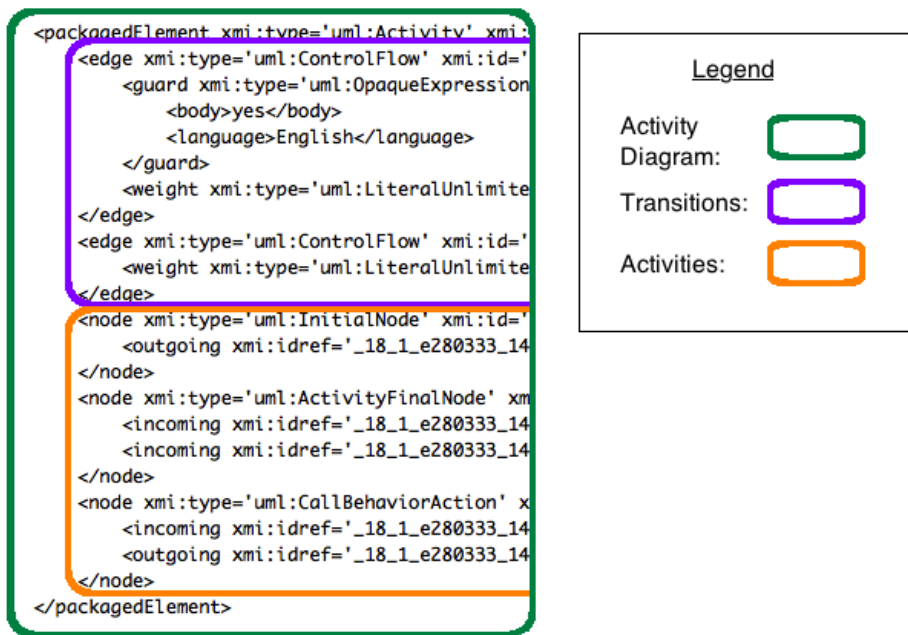 <packagedElement xmi:type='uml:Activity' xmi:
<edge xmi:type='uml:ControlFlow' xmi:id='
<guard xmi:type='uml:OpaqueExpression
<body>yes</body>
<language>English</language>
</guard>
<weight xmi:type='uml:LiteralUnlimite
</edge>
<edge xmi:type='uml:ControlFlow' xmi:id='
<weight xmi:type='uml:LiteralUnlimite
</edge>
<node xmi:type='uml:InitialNode' xmi:id='
<outgoing xmi:idref='_18_1_e280333_14
</node>
<node xmi:type='uml:ActivityFinalNode' xm
<incoming xmi:idref='_18_1_e280333_14
<incoming xmi:idref='_18_1_e280333_14
</node>
<node xmi:type='uml:CallBehaviorAction' x
<incoming xmi:idref='_18_1_e280333_14
<outgoing xmi:idref='_18_1_e280333_14
</node>
</packagedElement>
Legend
Activity
Diagram:
Transitions:
Activities: